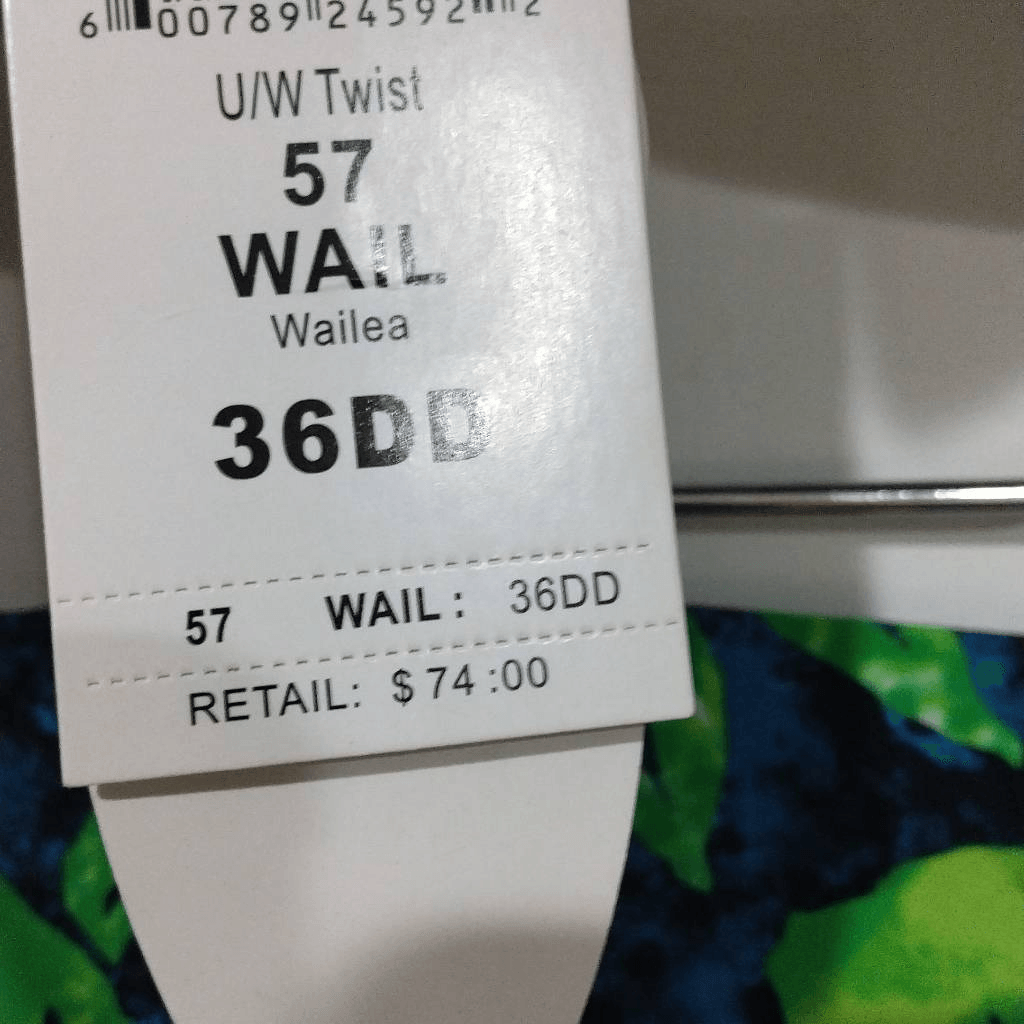 6 00789 24592 2
U/W Twist
57
WAIL
Wailea
36DD
57 WAIL: 36DD
RETAIL: $74:00